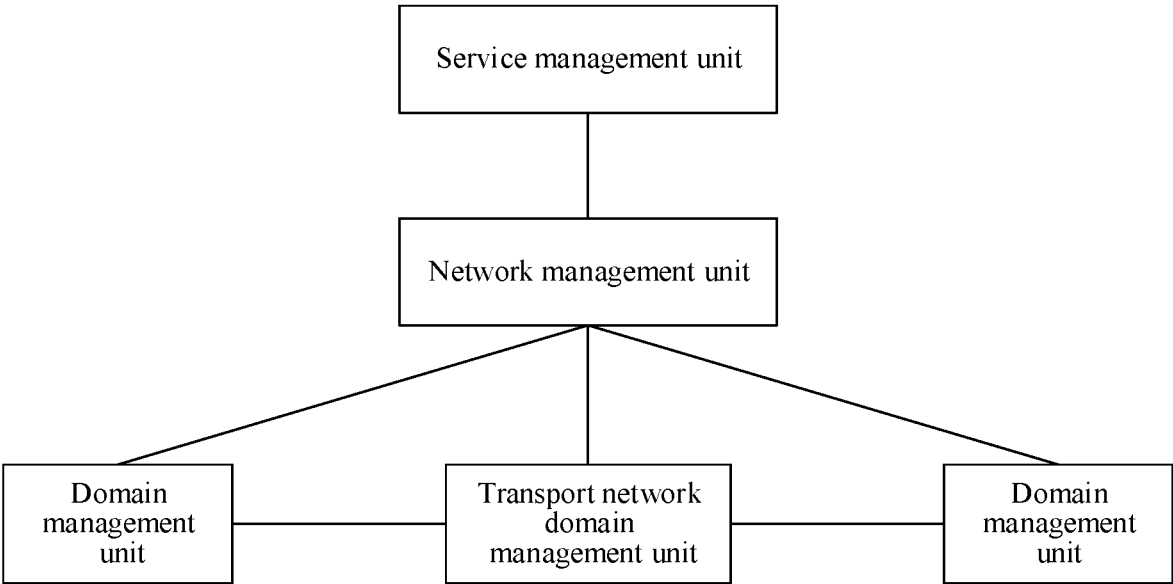 Service management unit
Network management unit
Domain
management
unit
Transport network
domain
management unit
Domain
management
unit